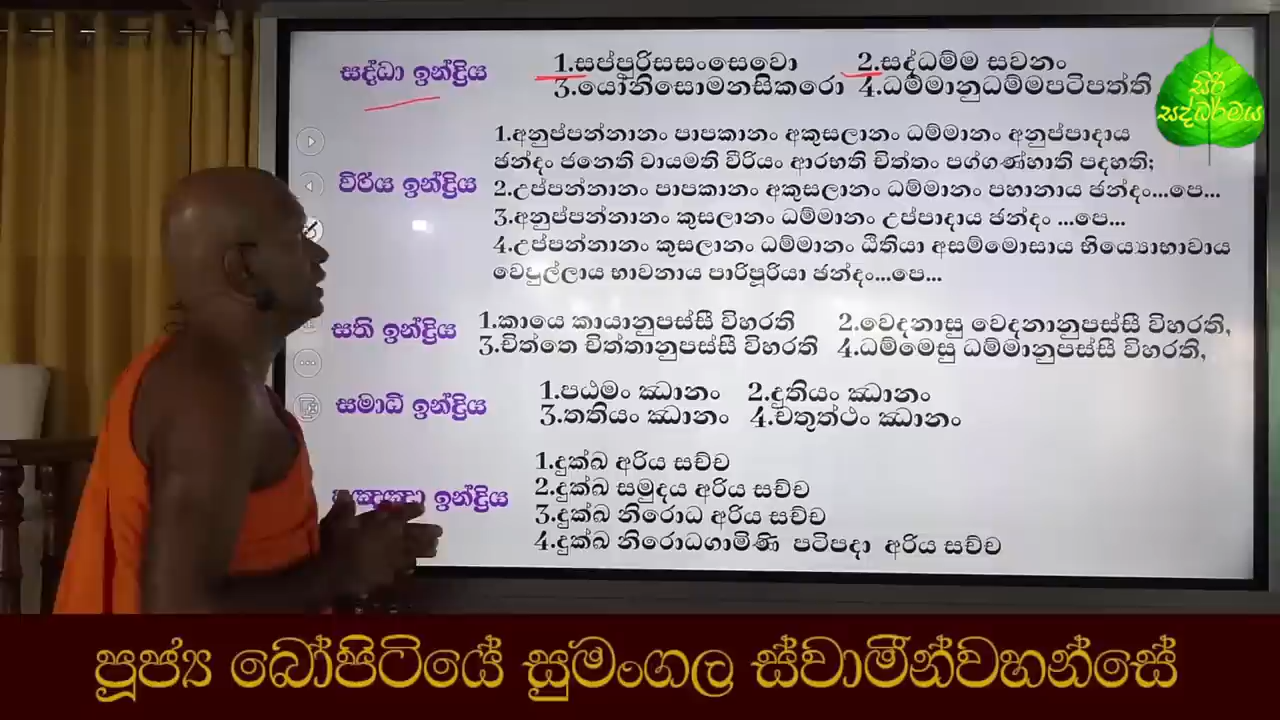 සද්ධා ඉන්ද්‍රිය
1.සප්පුරිසසංසෙවො 2.සද්ධම්ම සවනං
3.යෝනිසොමනසිකරො 4.ධම්මානුධම්මපටිපත්ති
සිරි
සද්ධර්මය
විරිය ඉන්ද්‍රිය
1.අනුප්පන්නානං පාපකානං අකුසලානං ධම්මානං අනුප්පාදාය
ඡන්දං ජනෙති වායමති වීරියං ආරභති චිත්තං පග්ගණ්හාති පදහති;
2.උප්පන්නානං පාපකානං අකුසලානං ධම්මානං පහානාය ඡන්දං...පෙ...
3.අනුප්පන්නානං කුසලානං ධම්මානං උප්පාදාය ඡන්දං ...පෙ...
4.උප්පන්නානං කුසලානං ධම්මානං ඨිතියා අසම්මොසාය භිය්‍යොභාවාය
වෙපුල්ලාය භාවනාය පාරිපූරියා ඡන්දං...පෙ...
සති ඉන්ද්‍රිය
1.කායෙ කායානුපස්සී විහරති 2.වෙදනාසු වෙදනානුපස්සී විහරති,
3.චිත්තෙ චිත්තානුපස්සී විහරති 4.ධම්මෙසු ධම්මානුපස්සී විහරති,
සමාධි ඉන්ද්‍රිය
1.පඨමං ඣානං 2.දුතියං ඣානං
3.තතියං ඣානං 4.චතුත්ථං ඣානං
පඤ්ඤා ඉන්ද්‍රිය
1.දුක්ඛ අරිය සච්ච
2.දුක්ඛ සමුදය අරිය සච්ච
3.දුක්ඛ නිරොධ අරිය සච්ච
4.දුක්ඛ නිරොධගාමිණි පටිපදා අරිය සච්ච
පූජ්‍ය බෝපිටියේ සුමංගල ස්වාමීන්වහන්සේ